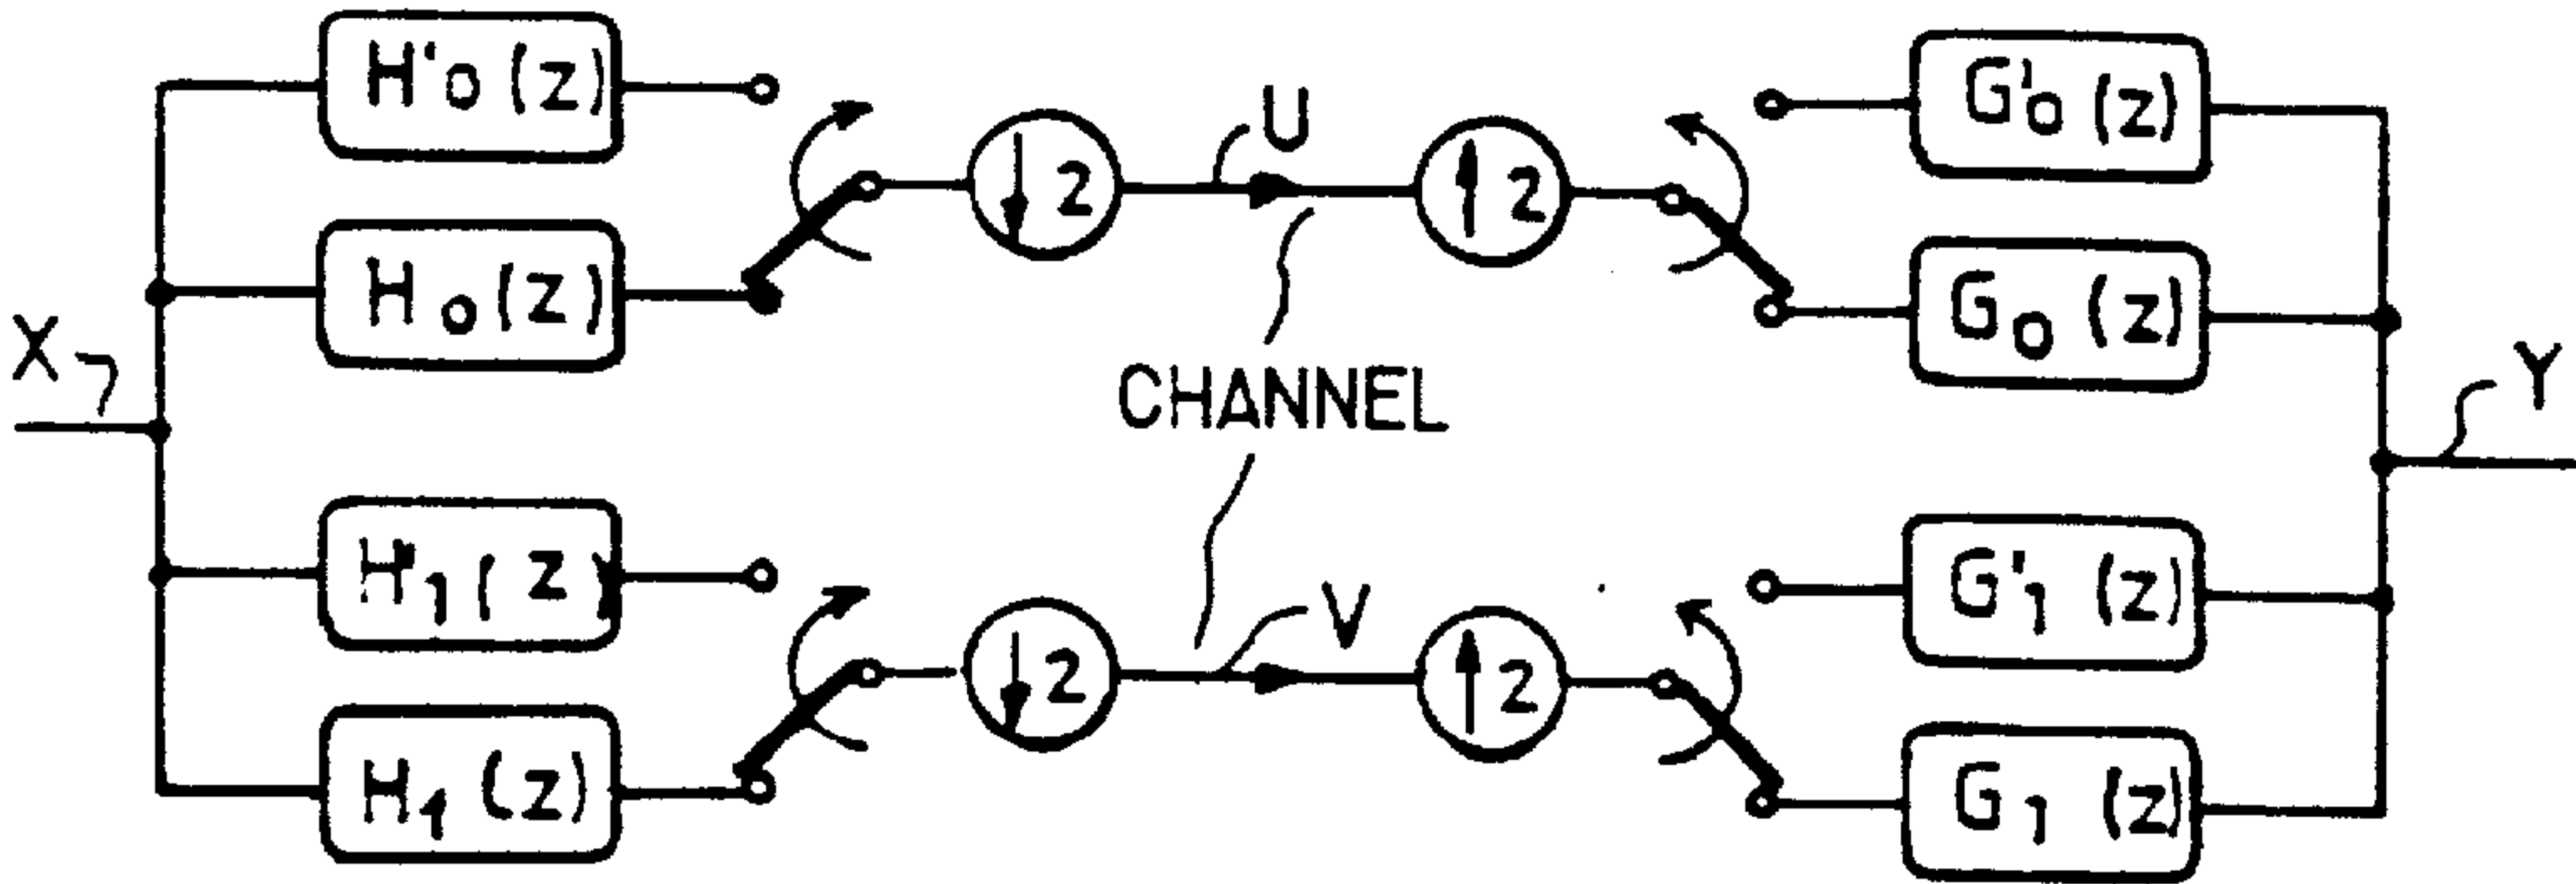 H'0 (z)
G'0 (z)
U
↓ 2
↑ 2
H0 (z)
G0 (z)
X
CHANNEL
Y
H'1 (z)
G'1 (z)
V
↓ 2
↑ 2
H1 (z)
G1 (z)